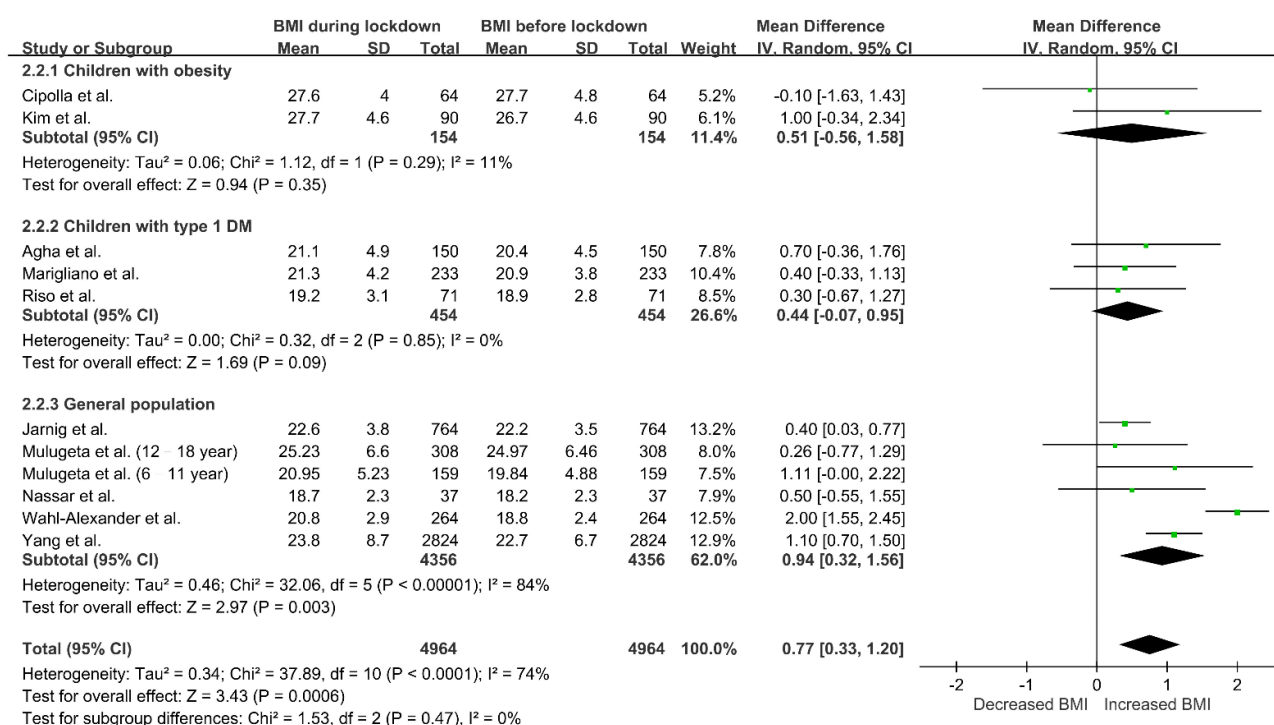 BMI during lockdown BMI before lockdown Mean Difference Mean Difference
Study or Subgroup Mean SD Total Mean SD Total Weight IV, Random, 95% CI IV, Random, 95% CI
2.2.1 Children with obesity
Cipolla et al. 27.6 4 64 27.7 4.8 64 5.2% -0.10 [-1.63, 1.43]
Kim et al. 27.7 4.6 90 26.7 4.6 90 6.1% 1.00 [-0.34, 2.34]
Subtotal (95% CI) 154 154 11.4% 0.51 [-0.56, 1.58]
Heterogeneity: Tau² = 0.06; Chi² = 1.12, df = 1 (P = 0.29); I² = 11%
Test for overall effect: Z = 0.94 (P = 0.35)
2.2.2 Children with type 1 DM
Agha et al. 21.1 4.9 150 20.4 4.5 150 7.8% 0.70 [-0.36, 1.76]
Marigliano et al. 21.3 4.2 233 20.9 3.8 233 10.4% 0.40 [-0.33, 1.13]
Riso et al. 19.2 3.1 71 18.9 2.8 71 8.5% 0.30 [-0.67, 1.27]
Subtotal (95% CI) 454 454 26.6% 0.44 [-0.07, 0.95]
Heterogeneity: Tau² = 0.00; Chi² = 0.32, df = 2 (P = 0.85); I² = 0%
Test for overall effect: Z = 1.69 (P = 0.09)
2.2.3 General population
Jarnig et al. 22.6 3.8 764 22.2 3.5 764 13.2% 0.40 [0.03, 0.77]
Mulugeta et al. (12 – 18 year) 25.23 6.6 308 24.97 6.46 308 8.0% 0.26 [-0.77, 1.29]
Mulugeta et al. (6 – 11 year) 20.95 5.23 159 19.84 4.88 159 7.5% 1.11 [-0.00, 2.22]
Nassar et al. 18.7 2.3 37 18.2 2.3 37 7.9% 0.50 [-0.55, 1.55]
Wahl-Alexander et al. 20.8 2.9 264 18.8 2.4 264 12.5% 2.00 [1.55, 2.45]
Yang et al. 23.8 8.7 2824 22.7 6.7 2824 12.9% 1.10 [0.70, 1.50]
Subtotal (95% CI) 4356 4356 62.0% 0.94 [0.32, 1.56]
Heterogeneity: Tau² = 0.46; Chi² = 32.06, df = 5 (P < 0.00001); I² = 84%
Test for overall effect: Z = 2.97 (P = 0.003)
Total (95% CI) 4964 4964 100.0% 0.77 [0.33, 1.20]
Heterogeneity: Tau² = 0.34; Chi² = 37.89, df = 10 (P < 0.0001); I² = 74%
Test for overall effect: Z = 3.43 (P = 0.0006)
Test for subgroup differences: Chi² = 1.53, df = 2 (P = 0.47), I² = 0%
-2 -1 0 1 2
Decreased BMI Increased BMI